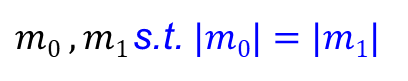 m₀ , m₁ s.t. |m₀| = |m₁|